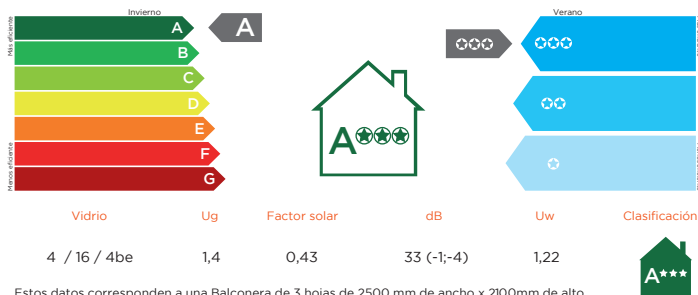 Invierno
Verano
Más eficiente
Menos eficiente
A
B
C
D
E
F
G
A
A
Vidrio Ug Factor solar dB Uw Clasificación
4 / 16 / 4be 1,4 0,43 33 (-1;-4) 1,22
A***
Estos datos corresponden a una Balconera de 3 hojas de 2500 mm de ancho x 2100mm de alto